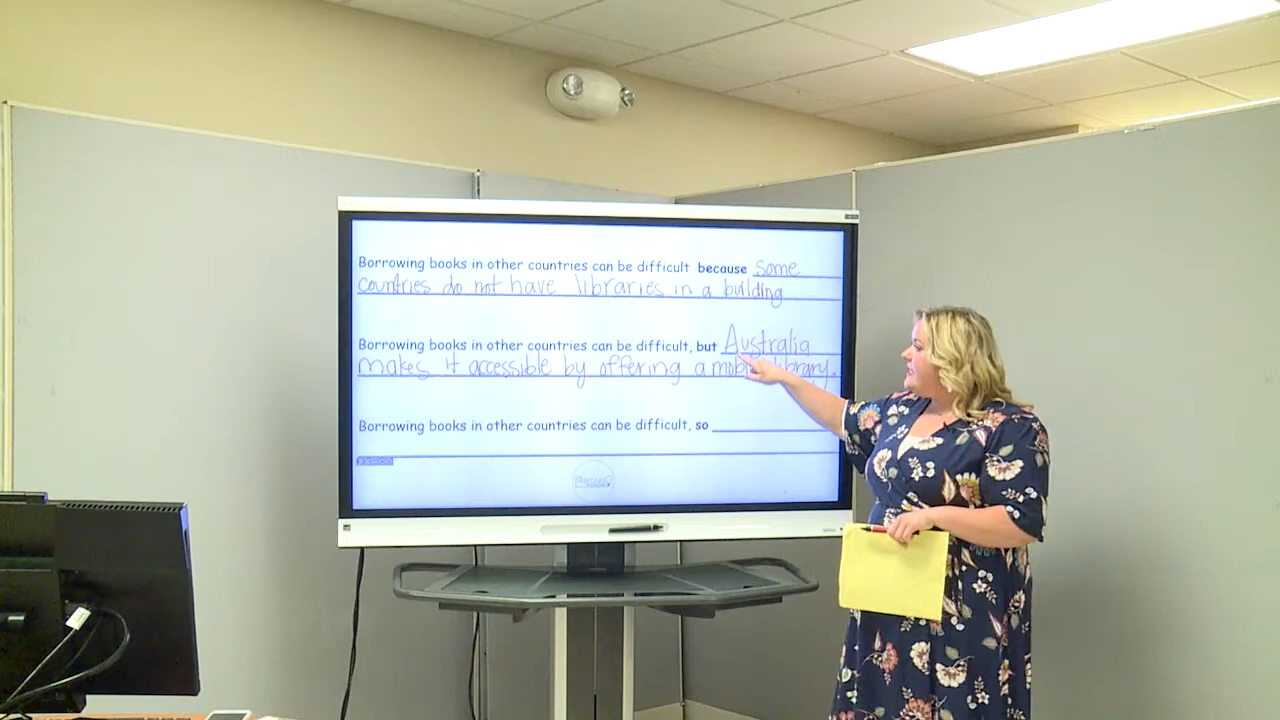 Borrowing books in other countries can be difficult because some
countries do not have libraries in a building
Borrowing books in other countries can be difficult, but Australia
makes it accessible by offering a mobile library.
Borrowing books in other countries can be difficult, so